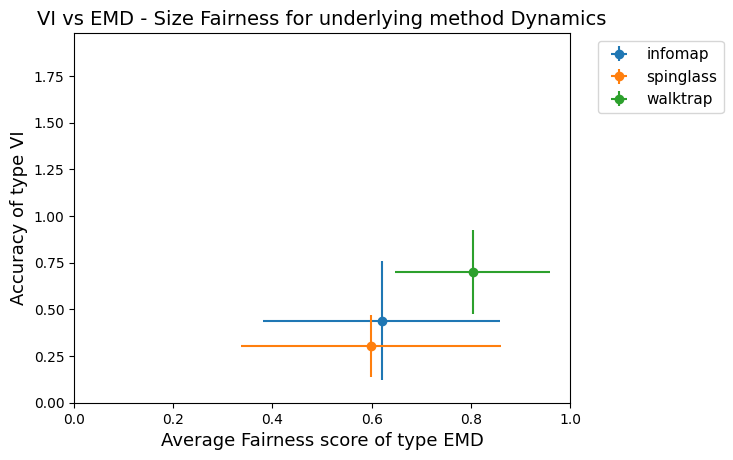 VI vs EMD - Size Fairness for underlying method Dynamics
infomap
spinglass
walktrap
Accuracy of type VI
1.75
1.50
1.25
1.00
0.75
0.50
0.25
0.00
0.0 0.2 0.4 0.6 0.8 1.0
Average Fairness score of type EMD